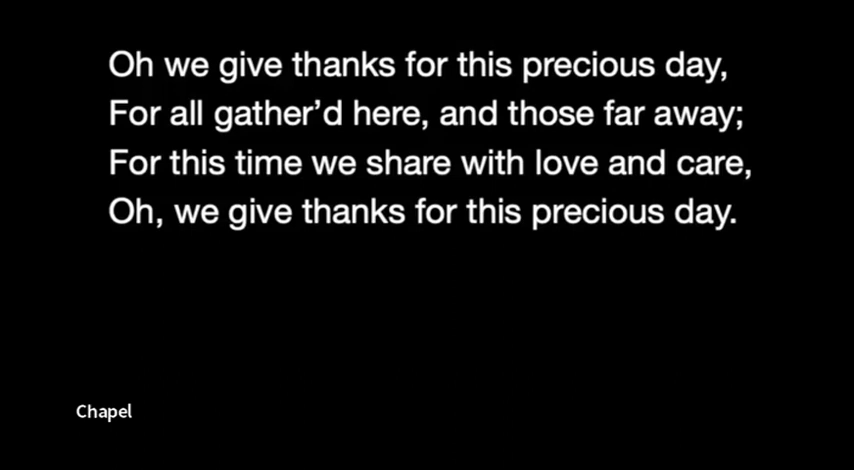 Oh we give thanks for this precious day,
For all gather’d here, and those far away;
For this time we share with love and care,
Oh, we give thanks for this precious day.
Chapel